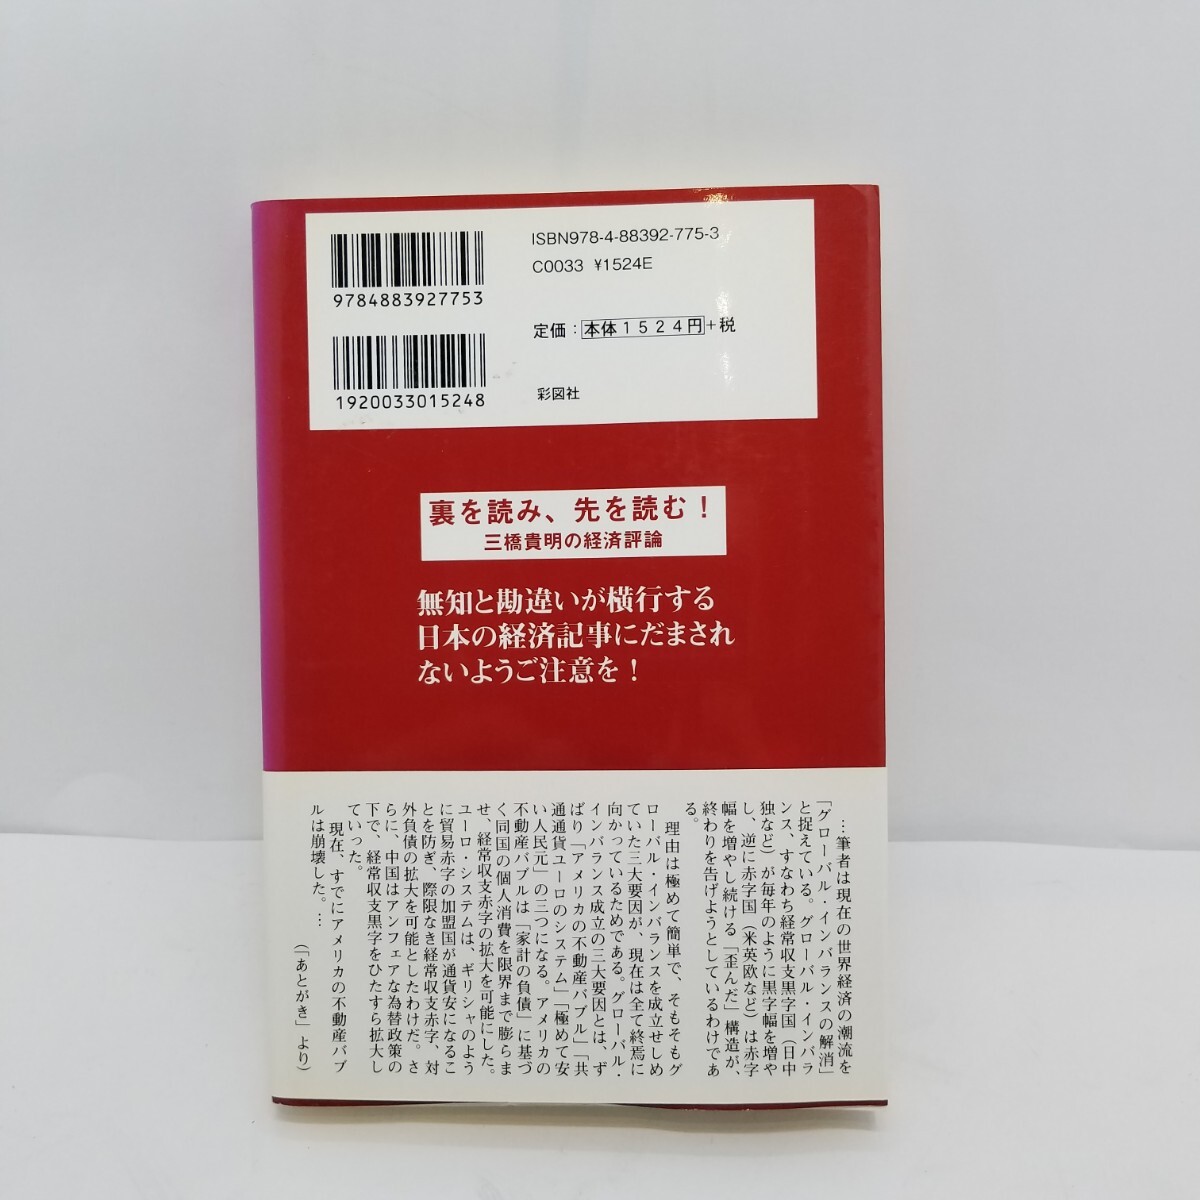 ISBN978-4-88392-775-3
C0033 ¥1524E
9784883927753
定価：本体１５２４円＋税
1920033015248
彩図社
裏を読み、先を読む！
三橋貴明の経済評論
無知と勘違いが横行する
日本の経済記事にだまされ
ないようご注意を！
…筆者は現在の世界経済の潮流を
「グローバル・インバランスの解消」
と捉えている。グローバル・インバラ
ンス、すなわち経常収支黒字国（日中
独など）が毎年のように黒字幅を増や
し、逆に赤字国（米英欧など）は赤字
幅を増やし続ける「歪んだ」構造が、
終わりを告げようとしているわけであ
る。
理由は極めて簡単で、そもそもグ
ローバル・インバランスを成立せしめ
ていた三大要因が、現在は全て終焉に
向かっているためである。グローバル・
インバランス成立の三大要因とは、ず
ばり「アメリカの不動産バブル」「共
通通貨ユーロのシステム」「極めて安
い人民元」の三つになる。アメリカの
不動産バブルは「家計の負債」に基づ
く同国の個人消費を限界まで膨らま
せ、経常収支赤字の拡大を可能にした。
ユーロ・システムは、ギリシャのよう
に貿易赤字の加盟国が通貨安になるこ
とを防ぎ、際限なき経常収支赤字、対
外負債の拡大を可能としたわけだ。さ
らに、中国はアンフェアな為替政策の
下で、経常収支黒字をひたすら拡大し
ていった。
現在、すでにアメリカの不動産バブ
ルは崩壊した。…
（「あとがき」より）